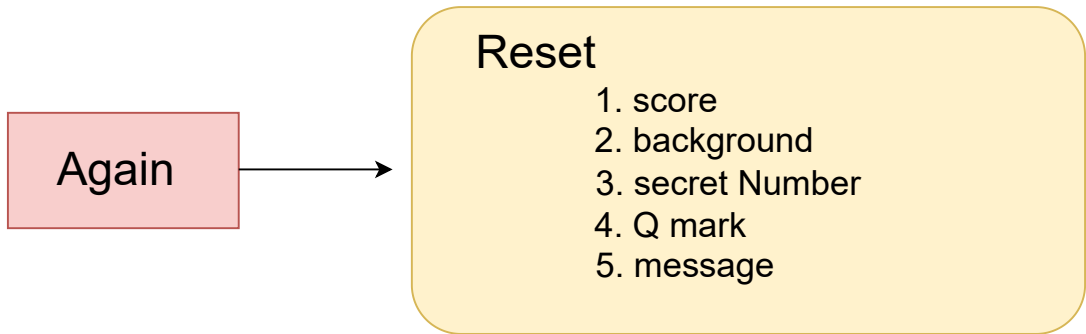 Again
Reset
1. score
2. background
3. secret Number
4. Q mark
5. message